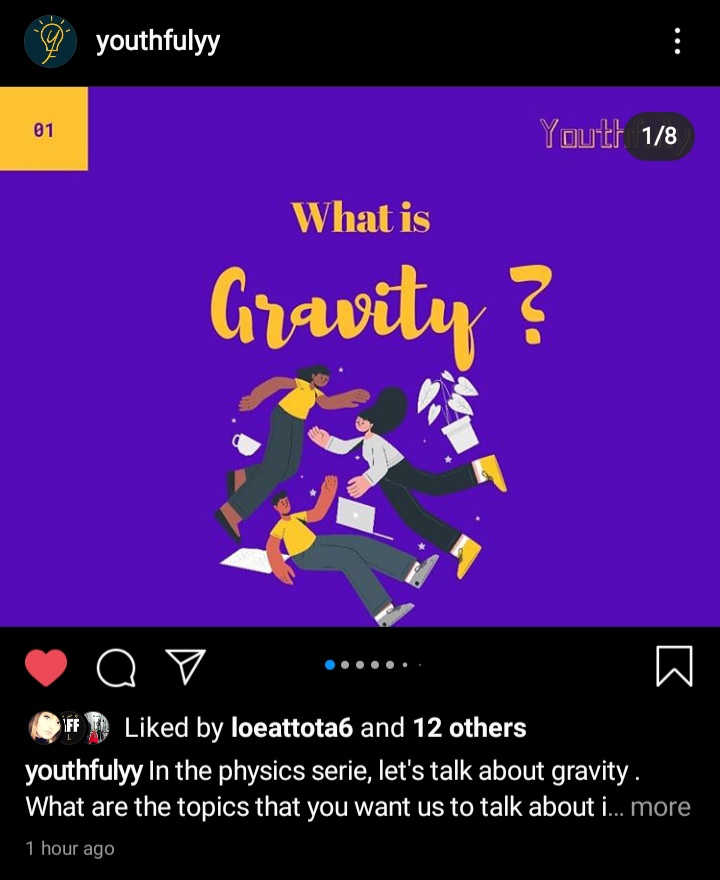 youthfulyy
01
Youth
1/8
What is
Gravity ?
FF
Liked by loeattota6 and 12 others
youthfulyy In the physics serie, let's talk about gravity .
What are the topics that you want us to talk about i... more
1 hour ago